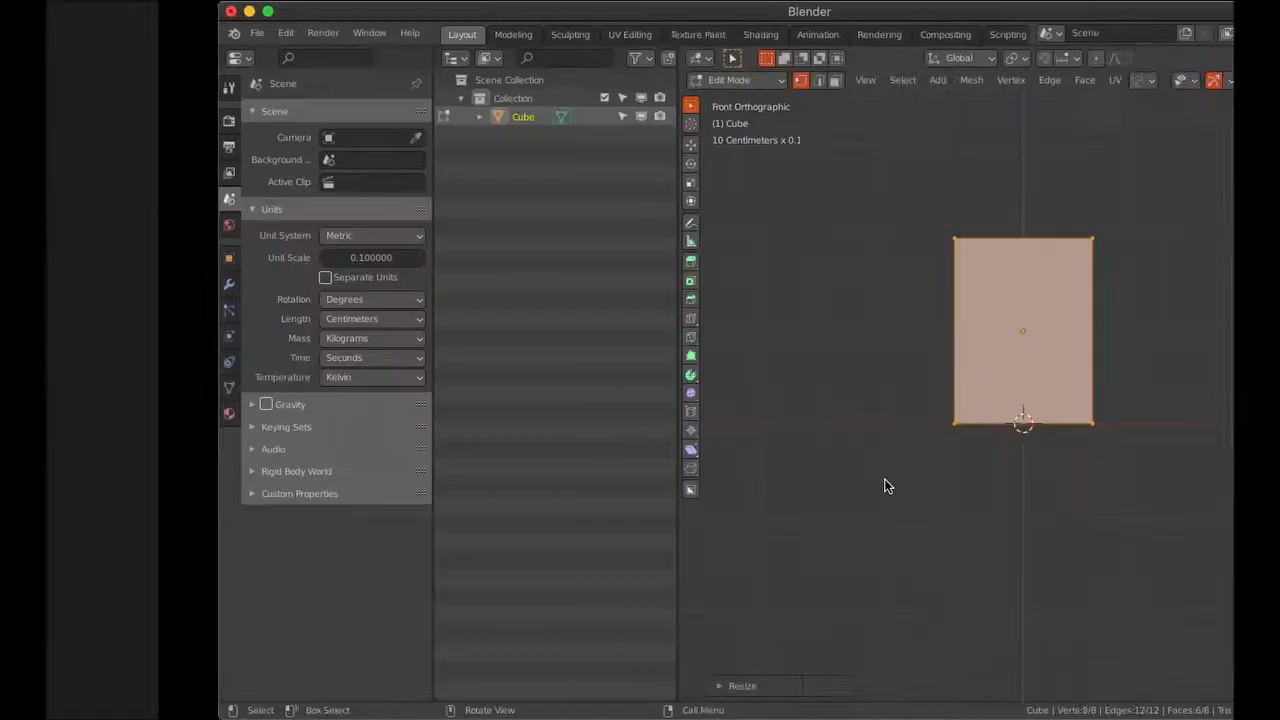 Blender
File Edit Render Window Help
Layout Modeling Sculpting UV Editing Texture Paint Shading Animation Rendering Compositing Scripting Scene
Global
Edit Mode View Select Add Mesh Vertex Edge Face UV
Scene
Scene
Camera
Background ...
Active Clip
Units
Unit System Metric
Unit Scale 0.100000
Separate Units
Rotation Degrees
Length Centimeters
Mass Kilograms
Time Seconds
Temperature Kelvin
Gravity
Keying Sets
Audio
Rigid Body World
Custom Properties
Scene Collection
Collection
Cube
Front Orthographic
(1) Cube
10 Centimeters x 0.1
Resize
Select Box Select Rotate View Call Menu Cube | Verts:8/8 | Edges:12/12 | Faces:6/6 | Tris